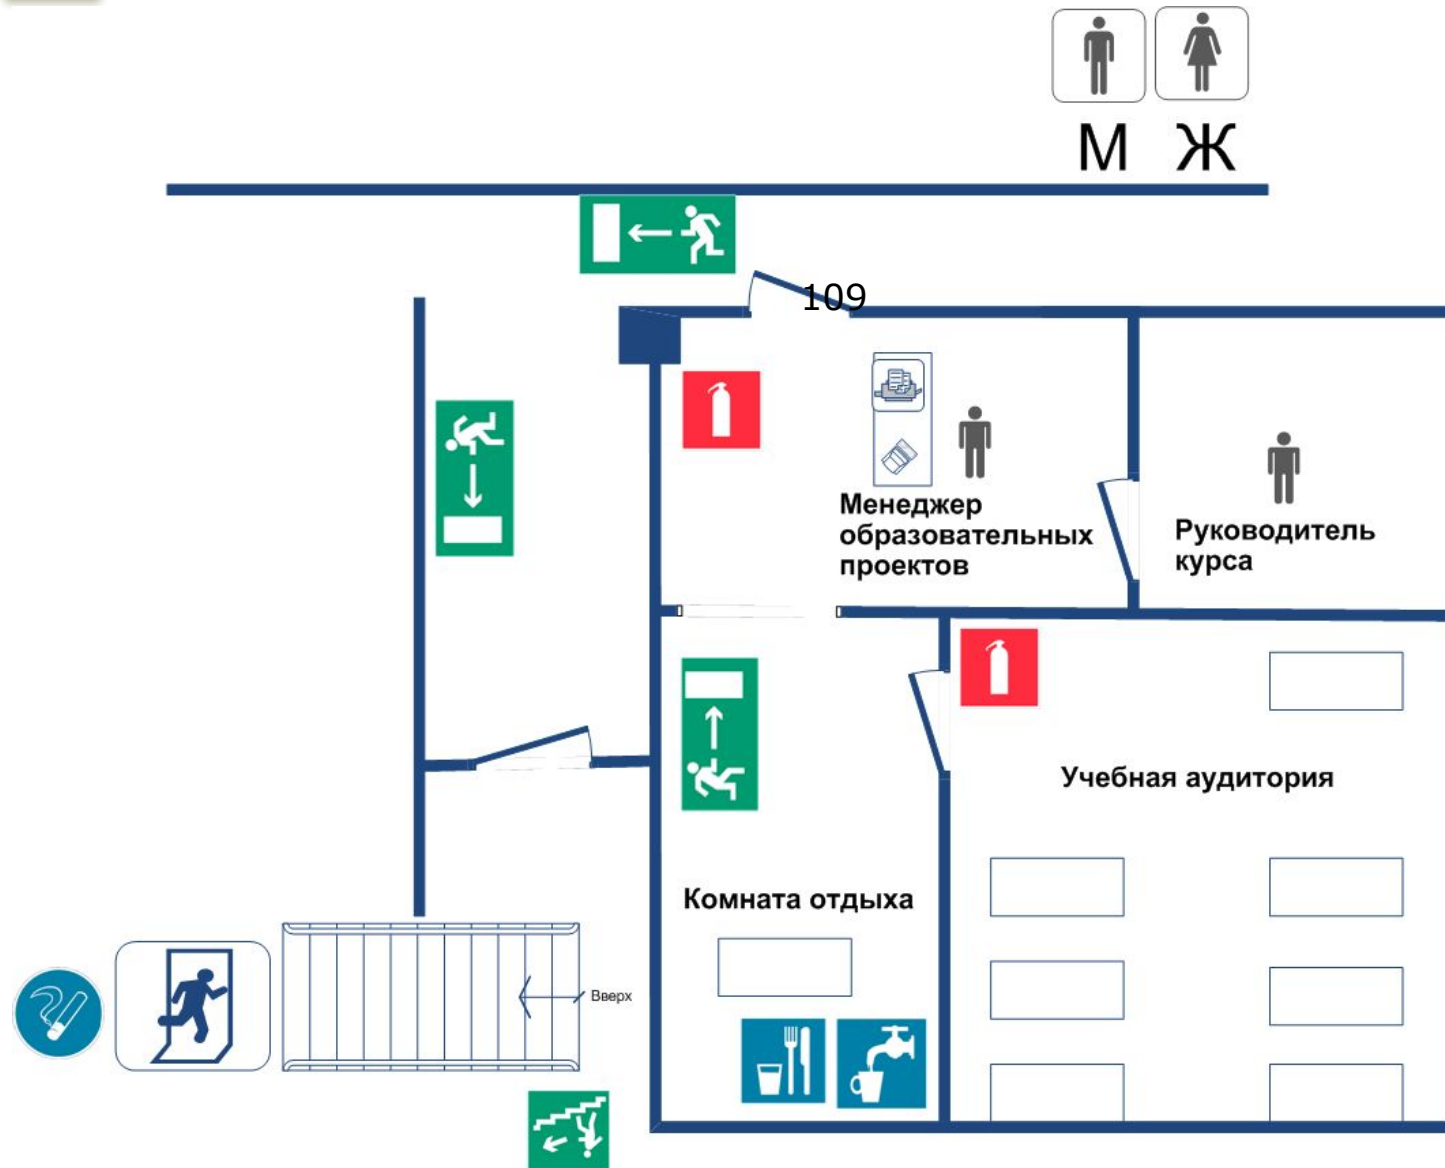 М Ж
109
Менеджер
образовательных
проектов
Руководитель
курса
Учебная аудитория
Комната отдыха
Вверх